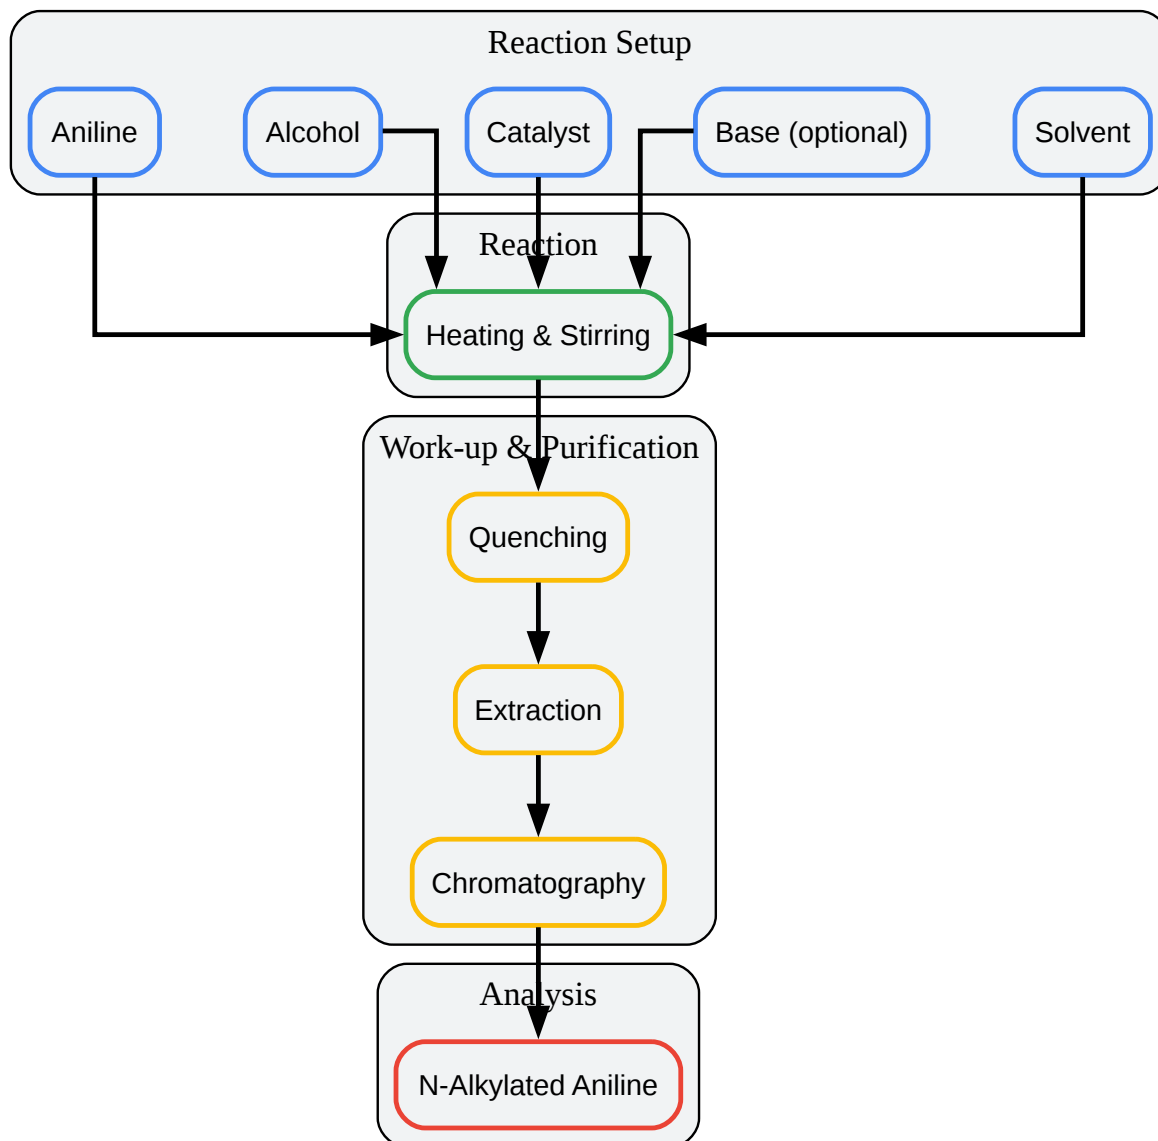 Reaction Setup
Aniline
Alcohol
Catalyst
Base (optional)
Solvent
Reaction
Heating & Stirring
Work-up & Purification
Quenching
Extraction
Chromatography
Analysis
N-Alkylated Aniline